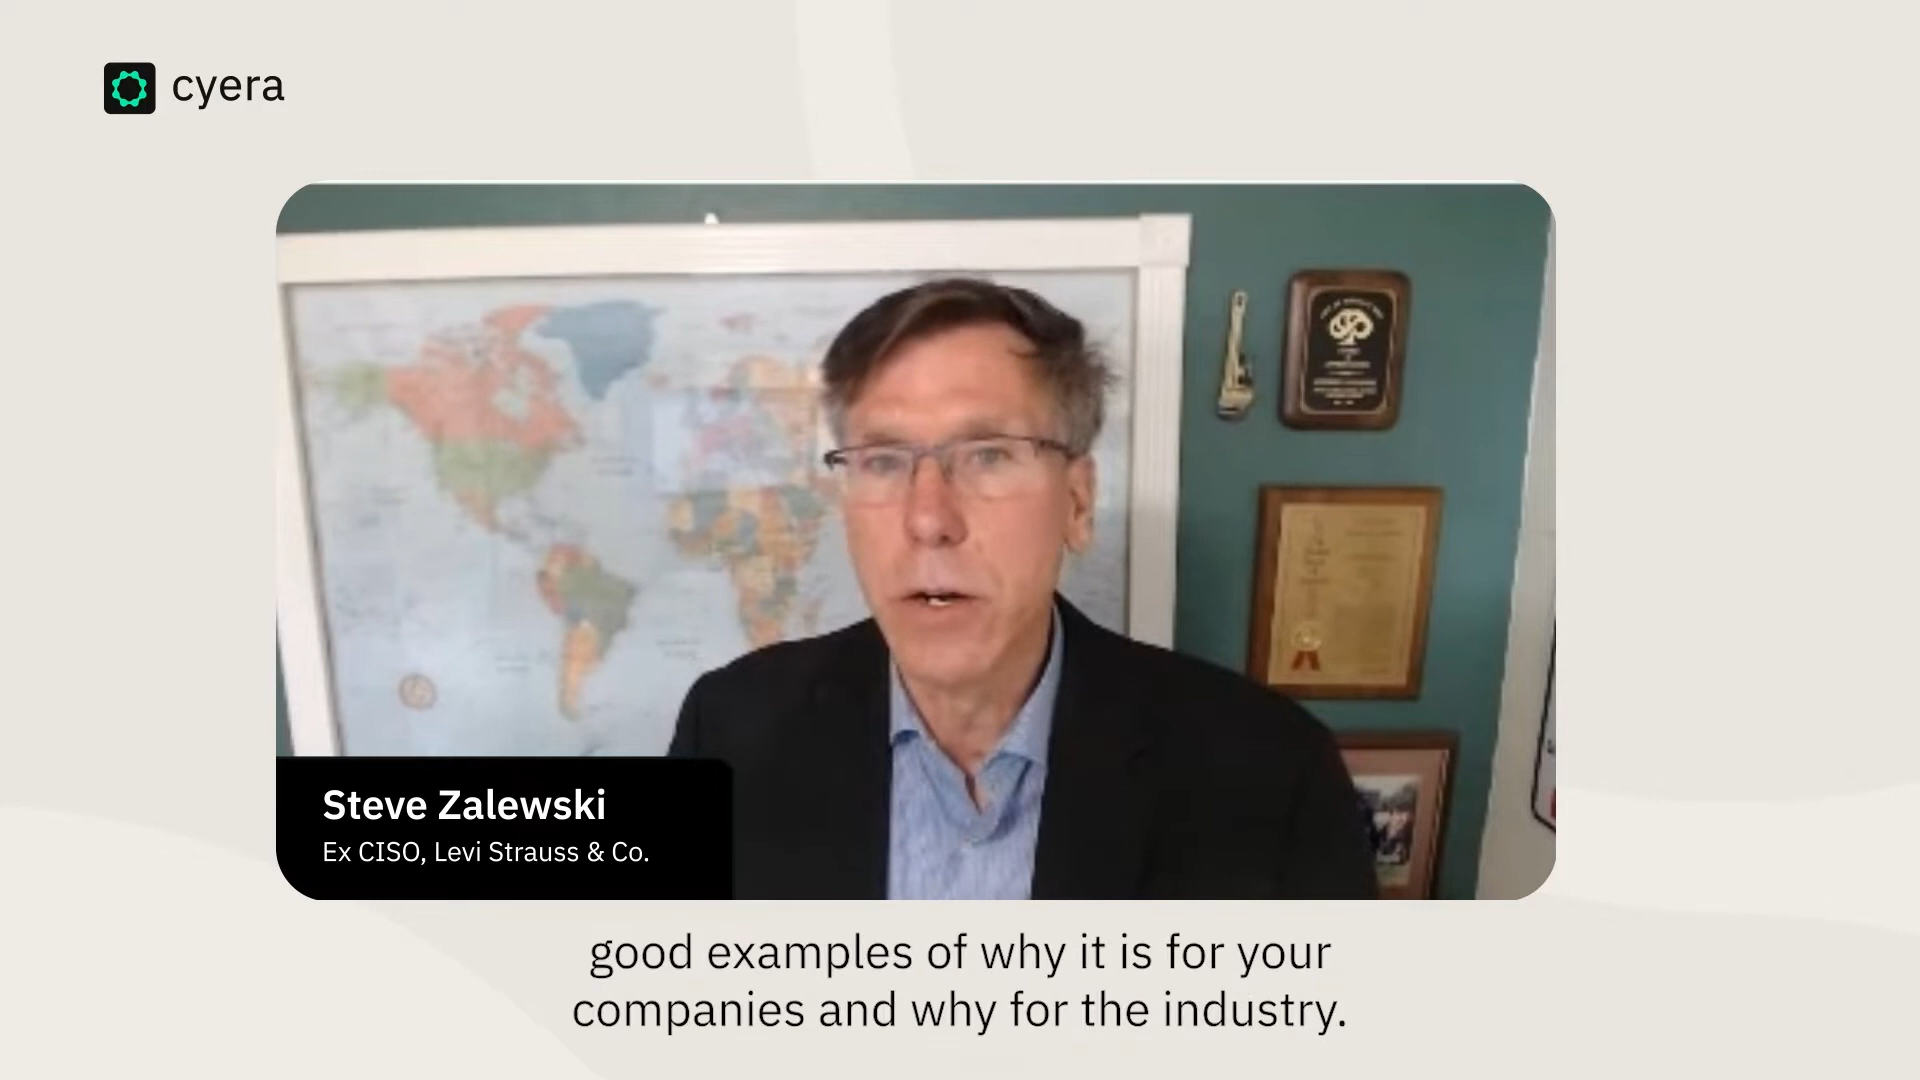 cyera
Steve Zalewski
Ex CISO, Levi Strauss & Co.
good examples of why it is for your
companies and why for the industry.